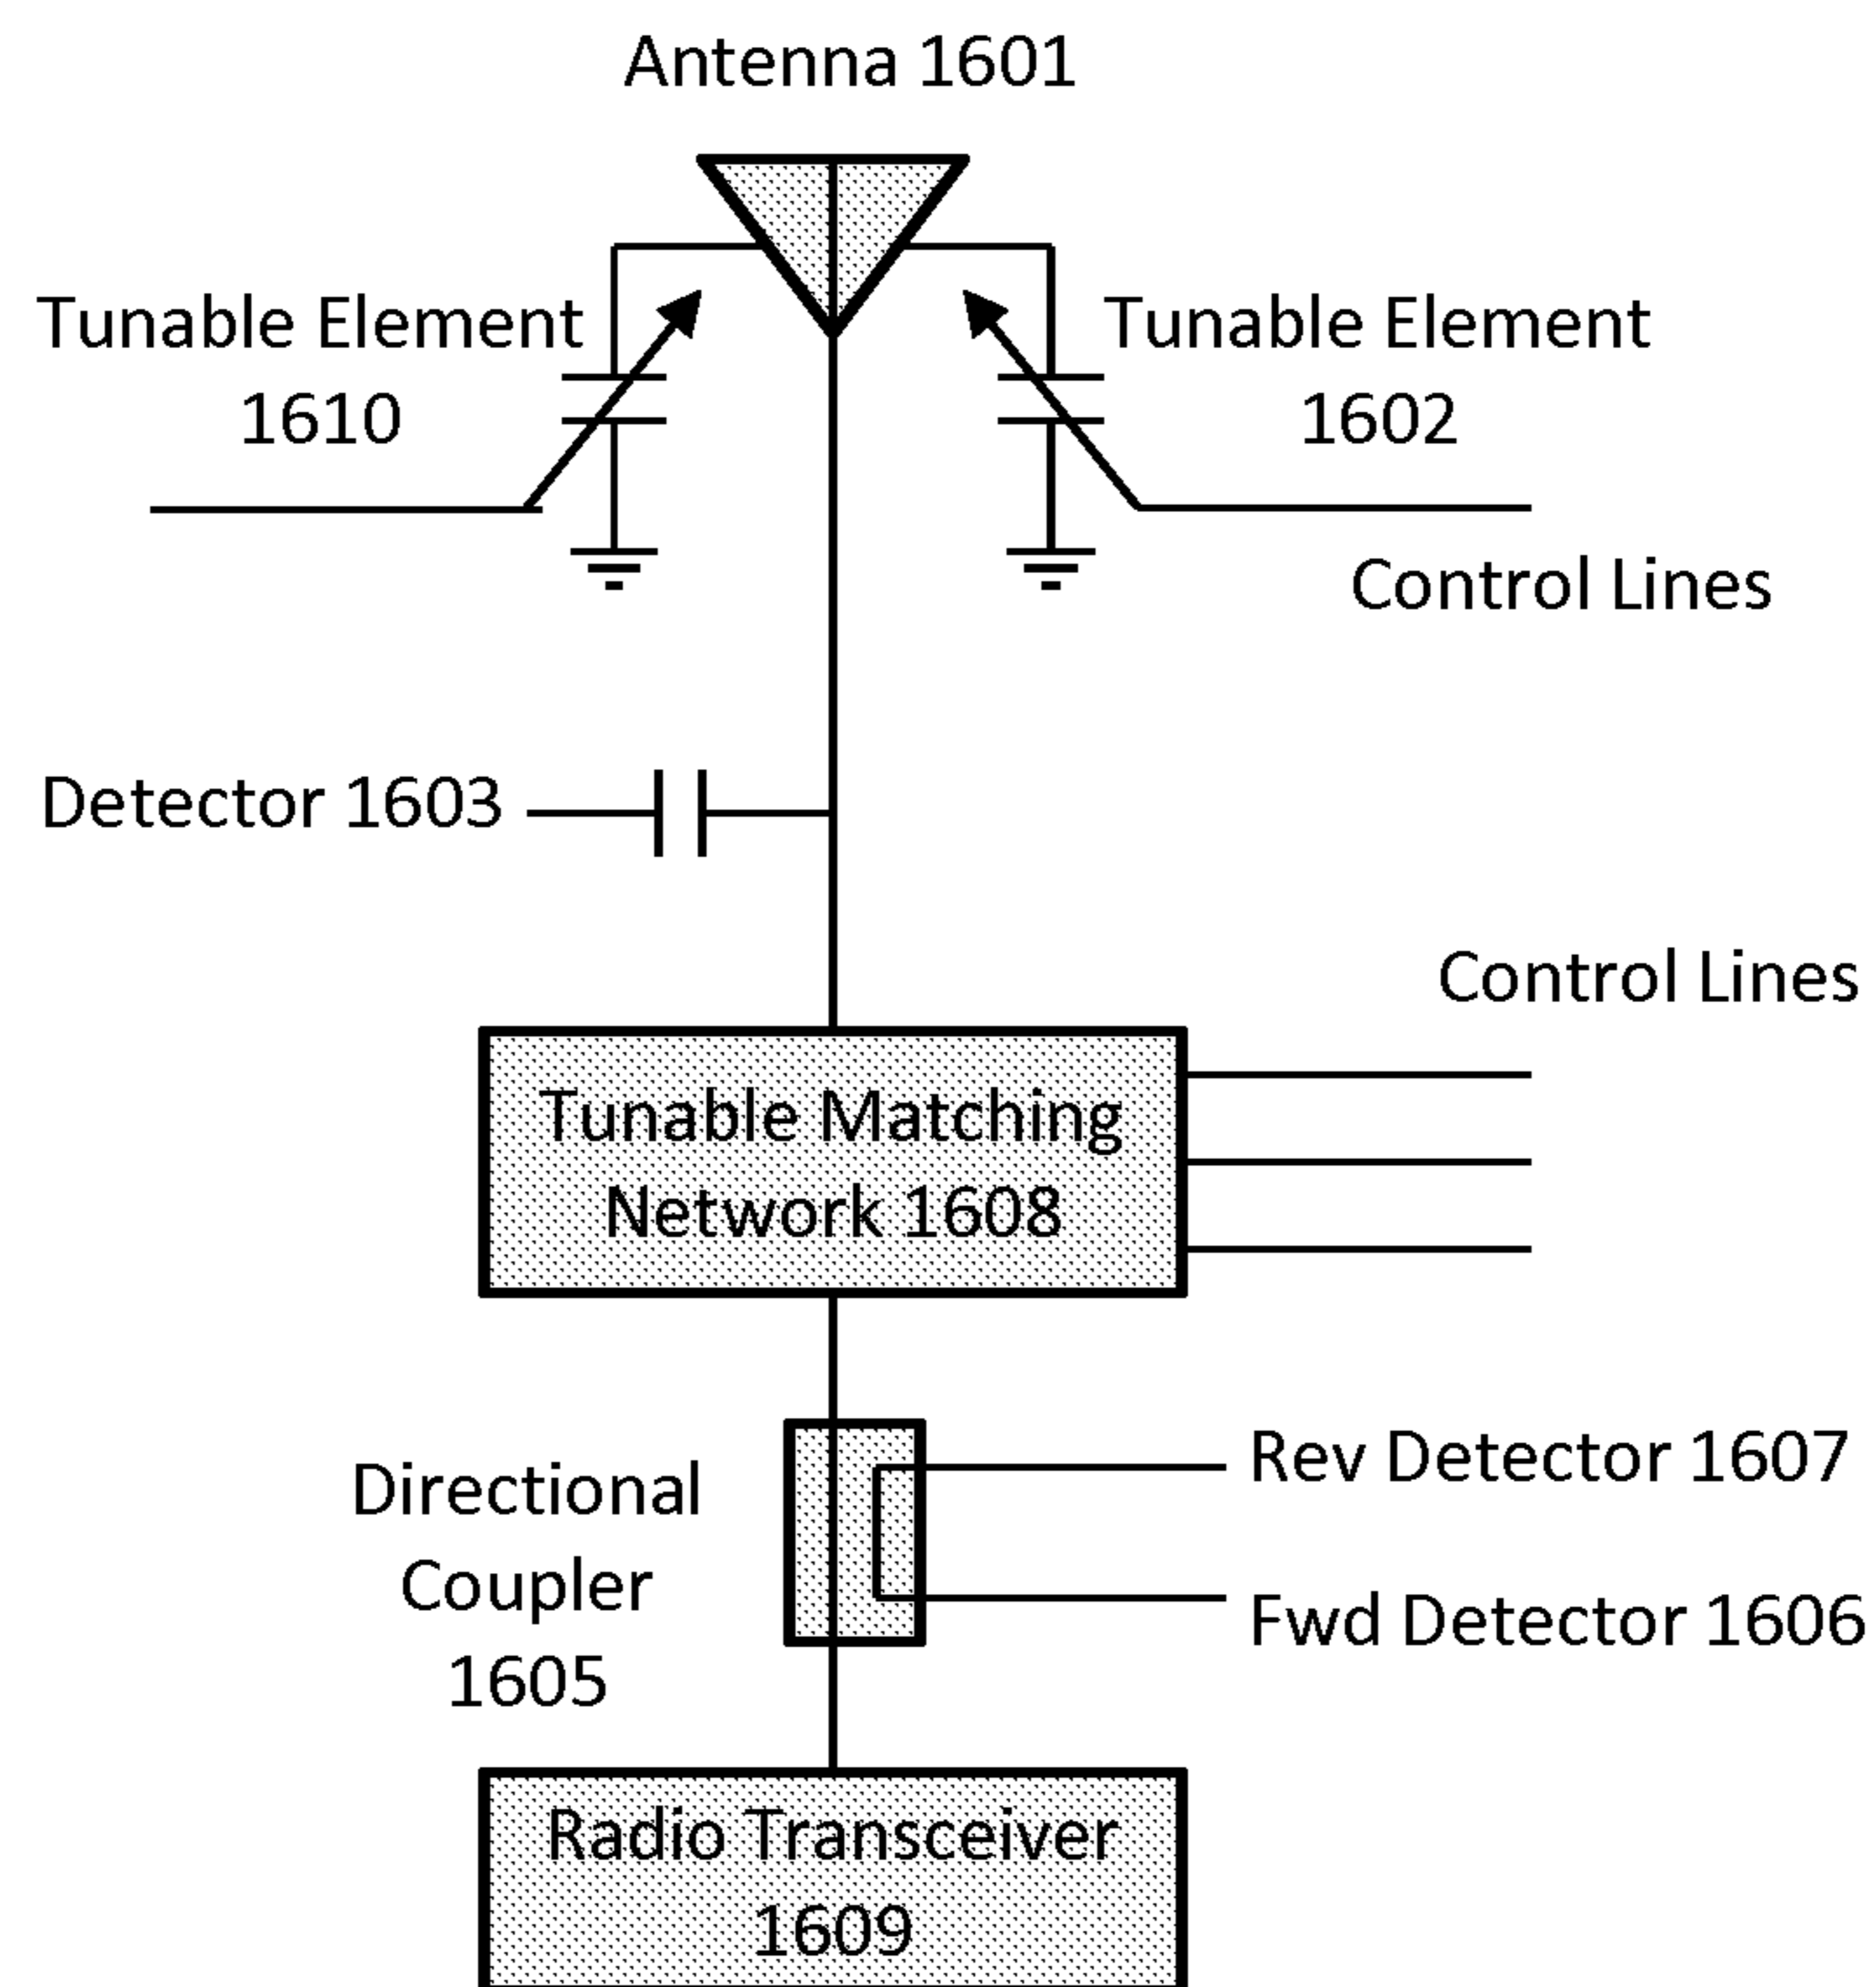 Antenna 1601
Tunable Element
1610
Tunable Element
1602
Control Lines
Detector 1603
Control Lines
Tunable Matching
Network 1608
Directional
Coupler
1605
Rev Detector 1607
Fwd Detector 1606
Radio Transceiver
1609